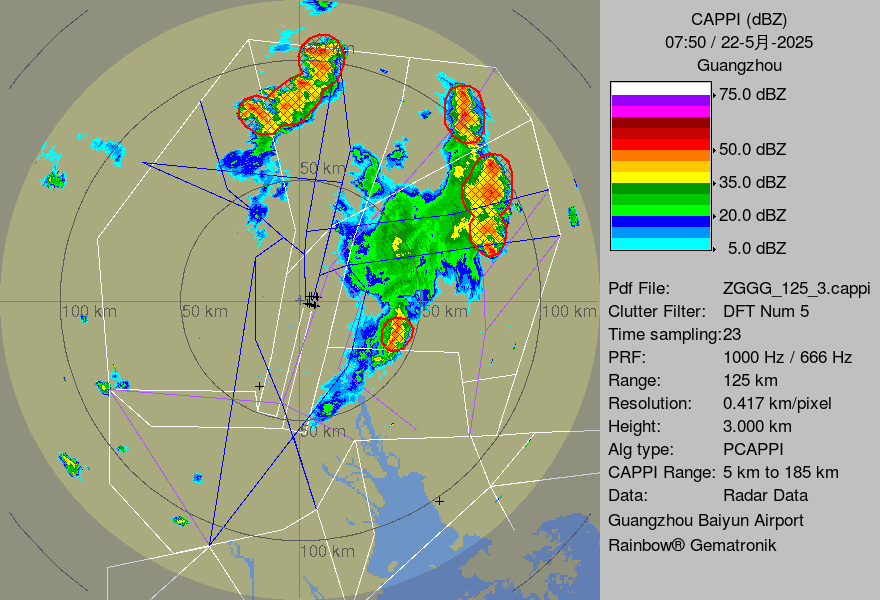 CAPPI (dBZ)
07:50 / 22-5月-2025
Guangzhou
75.0 dBZ
50.0 dBZ
35.0 dBZ
20.0 dBZ
5.0 dBZ
Pdf File: ZGGG_125_3.cappi
Clutter Filter: DFT Num 5
Time sampling:23
PRF: 1000 Hz / 666 Hz
Range: 125 km
Resolution: 0.417 km/pixel
Height: 3.000 km
Alg type: PCAPPI
CAPPI Range: 5 km to 185 km
Data: Radar Data
Guangzhou Baiyun Airport
Rainbow® Gematronik
50 km
100 km
50 km
50 km
100 km
50 km
100 km